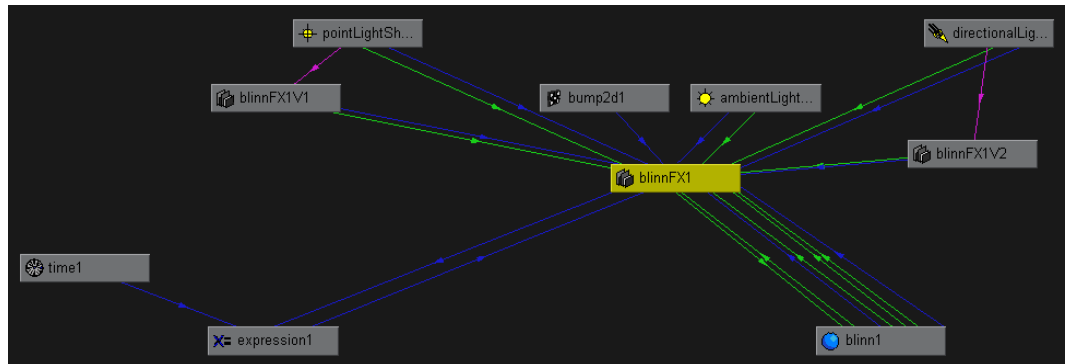 pointLightSh...
directionalLig...
blinnFX1V1
bump2d1
ambientLight...
blinnFX1V2
blinnFX1
time1
X= expression1
blinn1